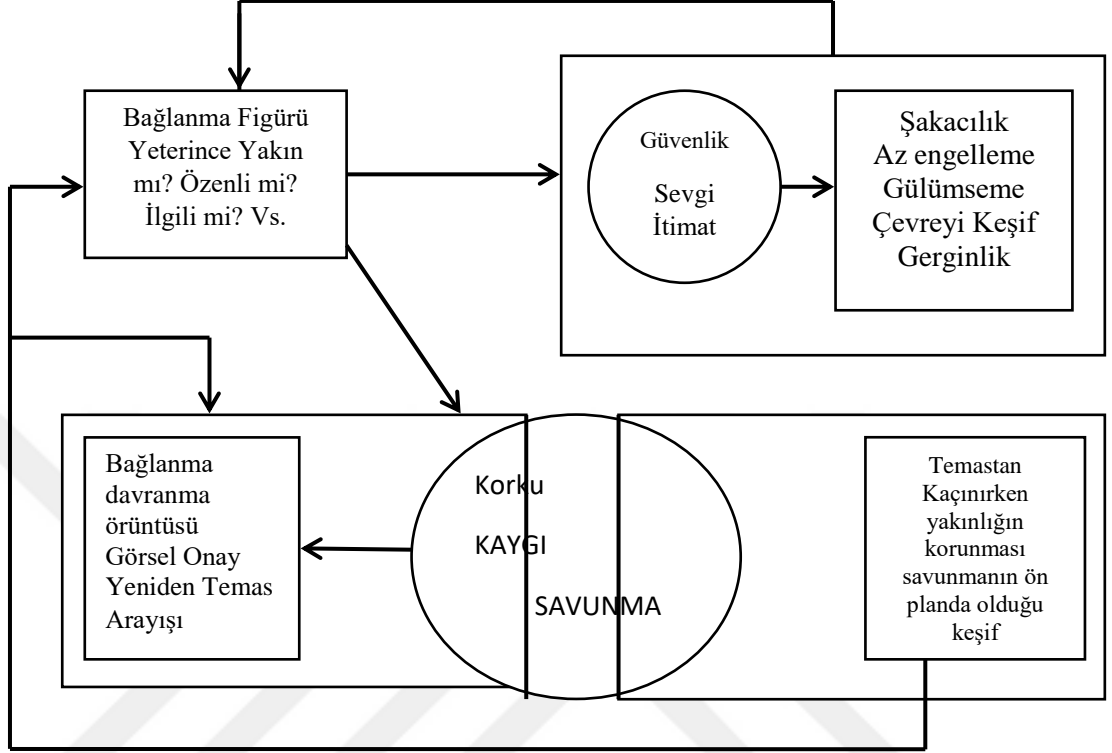 Bağlanma Figürü
Yeterince Yakın
mı? Özenli mi?
İlgili mi? Vs.
Güvenlik
Sevgi
İtimat
Şakacılık
Az engelleme
Gülümseme
Çevreyi Keşif
Gerginlik
Bağlanma
davranma
örüntüsü
Görsel Onay
Yeniden Temas
Arayışı
Korku
KAYGI
SAVUNMA
Temastan
Kaçınırken
yakınlığın
korunması
savunmanın ön
planda olduğu
keşif